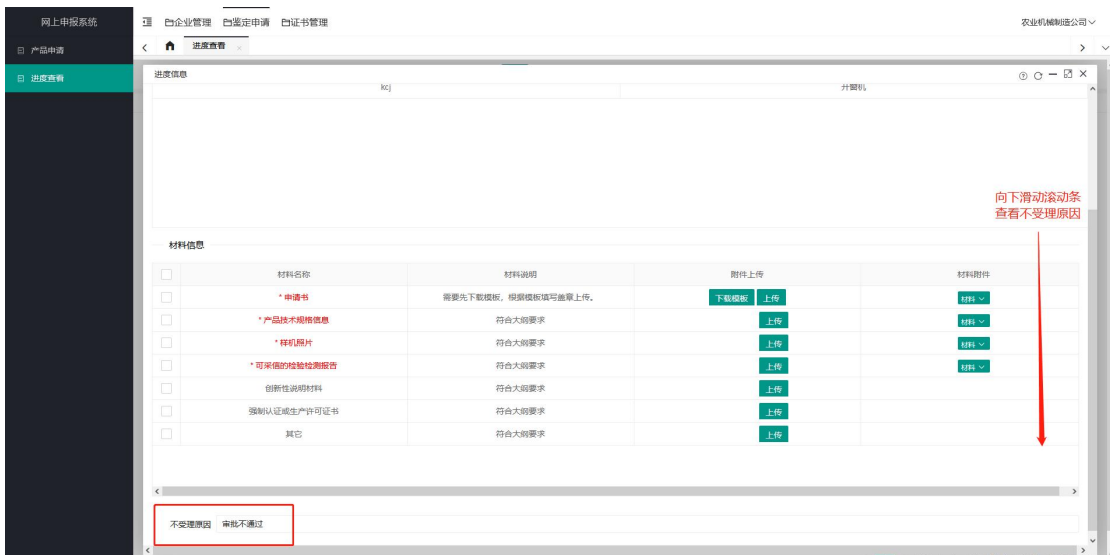 网上申报系统
企业管理 鉴定申请 证书管理
农业机械制造公司
产品申请
进度查看
进度查看
进度信息
kcj 开窗机
向下滑动滚动条
查看不受理原因
材料信息
材料名称 材料说明 附件上传 材料附件
* 申请书 需要先下载模板，根据模板填写盖章上传。 下载模板 上传 材料
* 产品技术规格信息 符合大纲要求 上传 材料
* 样机照片 符合大纲要求 上传 材料
* 可采信的检验检测报告 符合大纲要求 上传 材料
创新性说明材料 符合大纲要求 上传
强制认证或生产许可证书 符合大纲要求 上传
其它 符合大纲要求 上传
不受理原因 审批不通过